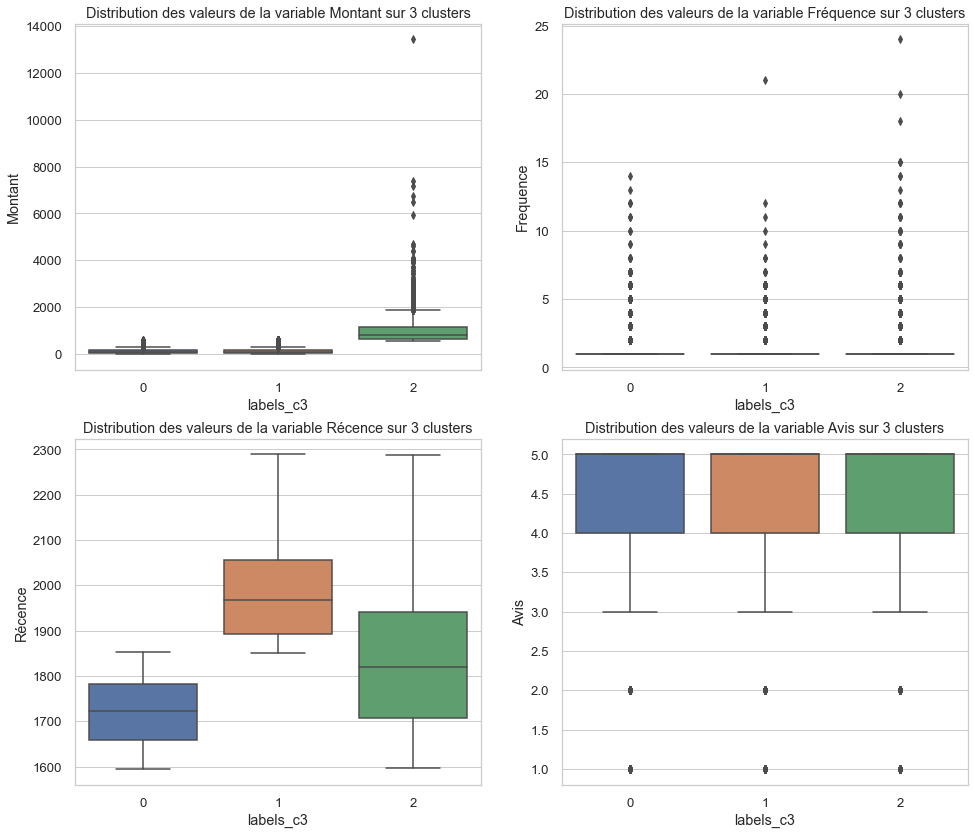 Distribution des valeurs de la variable Montant sur 3 clusters
14000
12000
10000
8000
6000
4000
2000
0
Montant
0 1 2
labels_c3
Distribution des valeurs de la variable Fréquence sur 3 clusters
25
20
15
10
5
0
Frequence
0 1 2
labels_c3
Distribution des valeurs de la variable Récence sur 3 clusters
2300
2200
2100
2000
1900
1800
1700
1600
Récence
0 1 2
labels_c3
Distribution des valeurs de la variable Avis sur 3 clusters
5.0
4.5
4.0
3.5
3.0
2.5
2.0
1.5
1.0
Avis
0 1 2
labels_c3